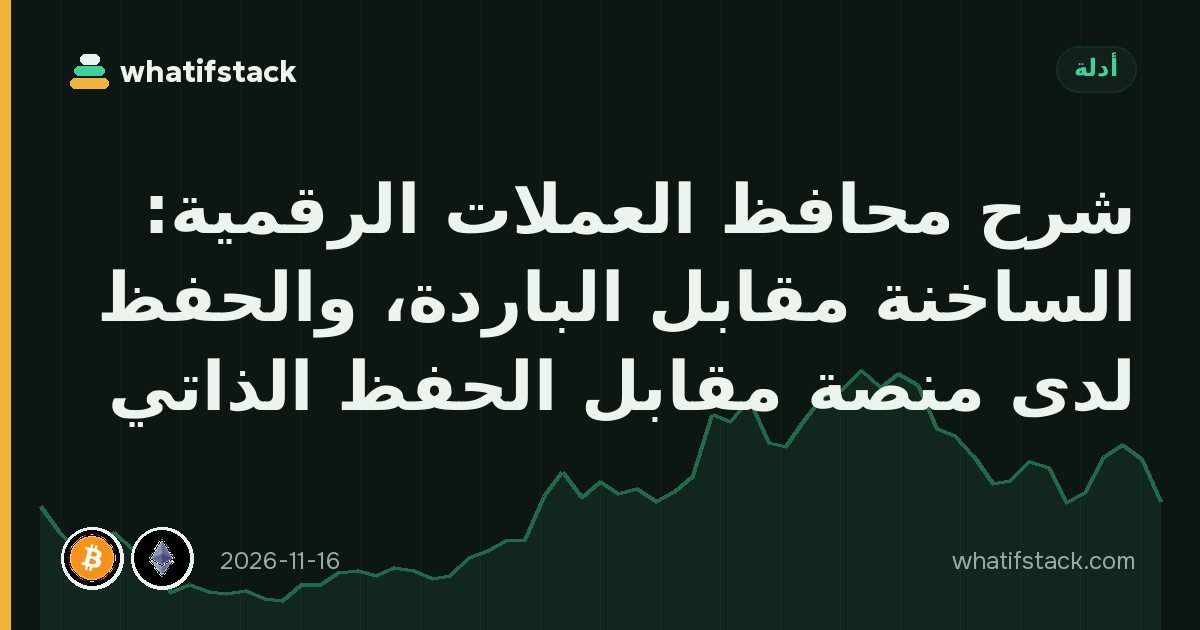 whatifstack
أدلة
شرح محافظ العملات الرقمية:
الساخنة مقابل الباردة، والحفظ
لدى منصة مقابل الحفظ الذاتي
2026-11-16
whatifstack.com